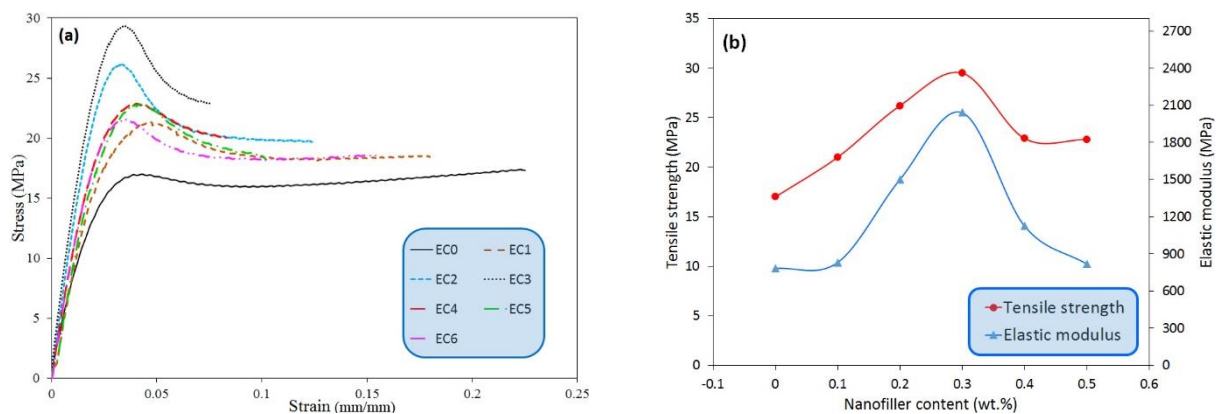 (a)
30
25
20
15
10
5
0
Stress (MPa)
0
0.05
0.1
0.15
0.2
0.25
Strain (mm/mm)
EC0 EC1
EC2 EC3
EC4 EC5
EC6
(b)
35
30
25
20
15
10
5
0
Tensile strength (MPa)
2700
2400
2100
1800
1500
1200
900
600
300
0
Elastic modulus (MPa)
-0.1 0 0.1 0.2 0.3 0.4 0.5 0.6
Nanofiller content (wt.%)
Tensile strength
Elastic modulus